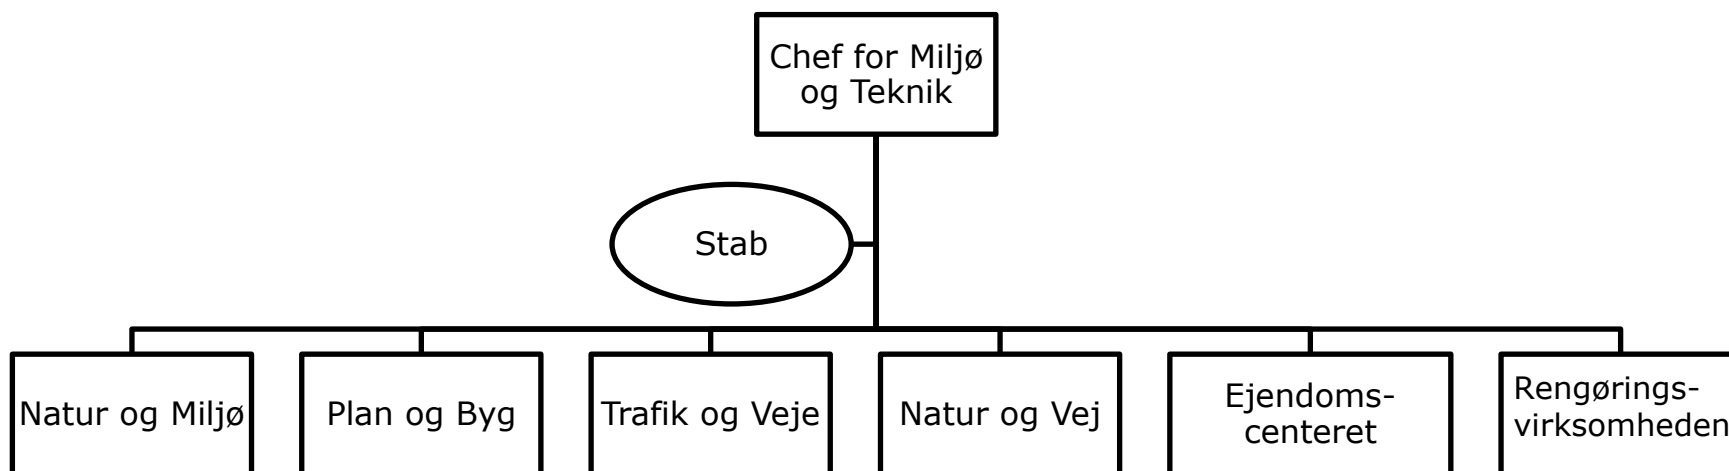 Chef for Miljø
og Teknik
Stab
Natur og Miljø
Plan og Byg
Trafik og Veje
Natur og Vej
Ejendoms-
centeret
Rengørings-
virksomheden